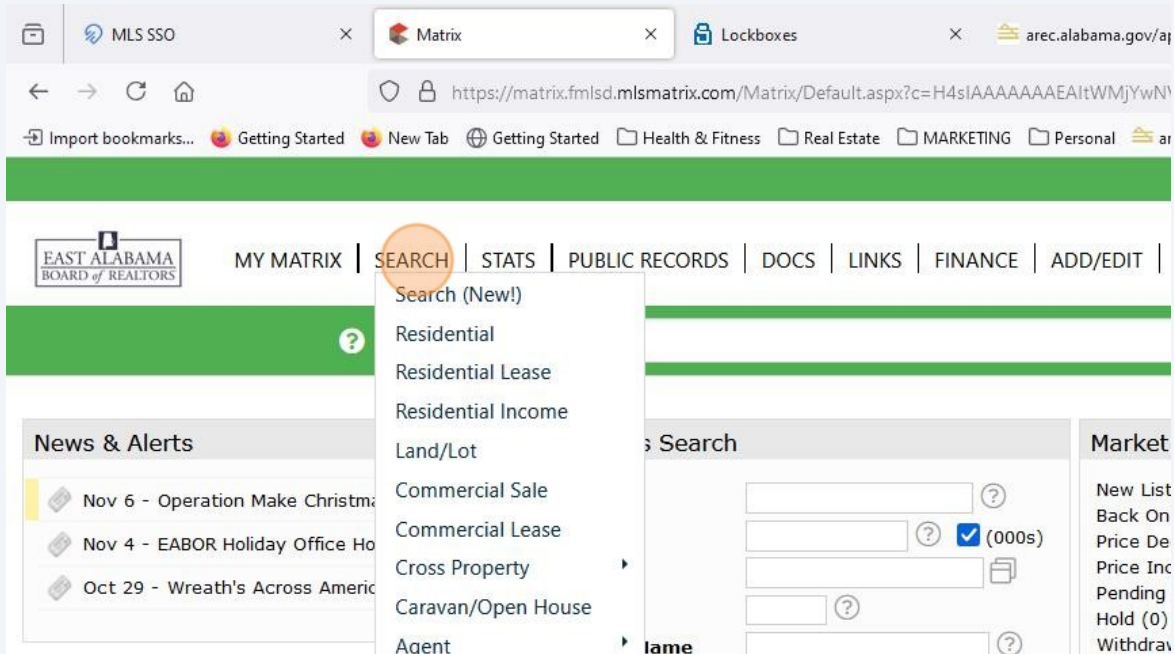 MLS SSO
Matrix
Lockboxes
arec.alabama.gov/ap
https://matrix.fmlsd.mlsmatrix.com/Matrix/Default.aspx?c=H4sIAAAAAAAEAItWMjYwNV
Import bookmarks... Getting Started New Tab Getting Started Health & Fitness Real Estate MARKETING Personal ar
EAST ALABAMA
BOARD of REALTORS
MY MATRIX | SEARCH | STATS | PUBLIC RECORDS | DOCS | LINKS | FINANCE | ADD/EDIT |
Search (New!)
Residential
Residential Lease
Residential Income
Land/Lot
Commercial Sale
Commercial Lease
Cross Property
Caravan/Open House
Agent
News & Alerts
Nov 6 - Operation Make Christma
Nov 4 - EABOR Holiday Office Ho
Oct 29 - Wreath's Across Americ
s Search
(000s)
lame
Market
New List
Back On
Price De
Price Inc
Pending
Hold (0)
Withdraw